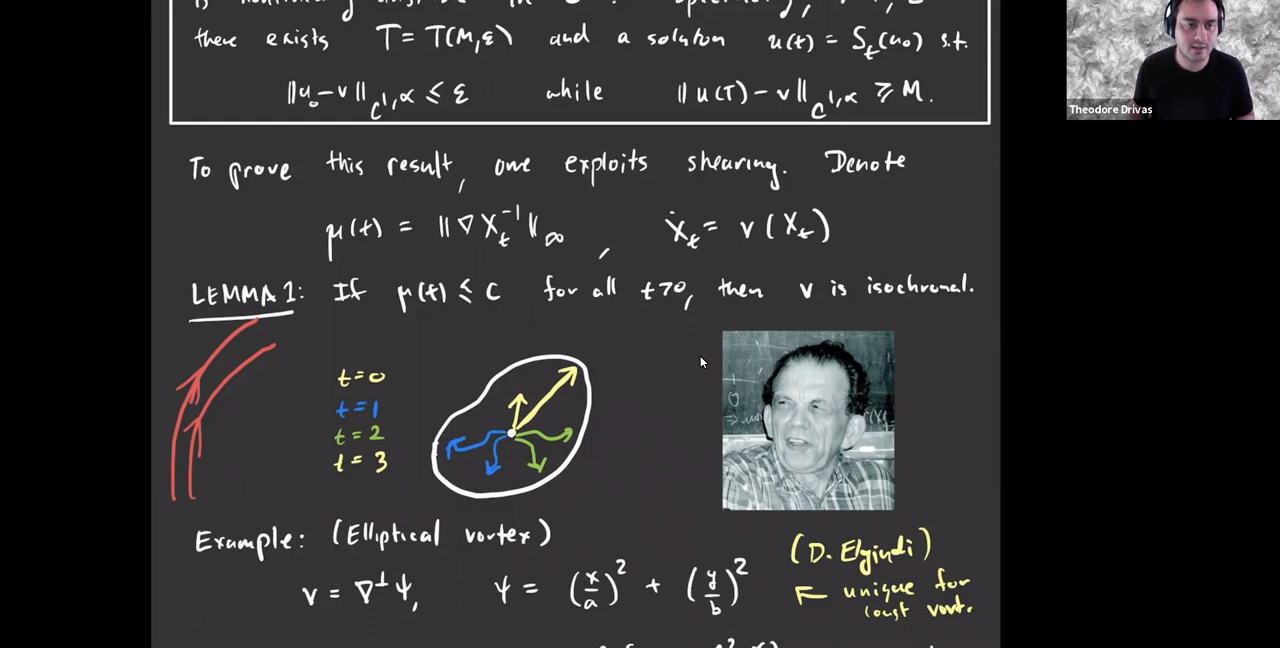 there exists T = T(M,ε) and a solution u(t) = S_t(u_0) s.t.
‖u_0 − v‖_{C^{1,α}} ≤ ε while ‖u(T) − v‖_{C^{1,α}} ≥ M.
To prove this result, one exploits shearing. Denote
μ(t) = ‖∇X_t^{-1}‖_∞ , Ẋ_t = v(X_t)
LEMMA 1: If μ(t) ≤ C for all t>0, then v is isochronal.
t=0
t=1
t=2
t=3
Example: (Elliptical vortex)
(D. Elgindi)
v = ∇^⊥ψ, ψ = (x/a)^2 + (y/b)^2
← unique for
const vort.
Theodore Drivas